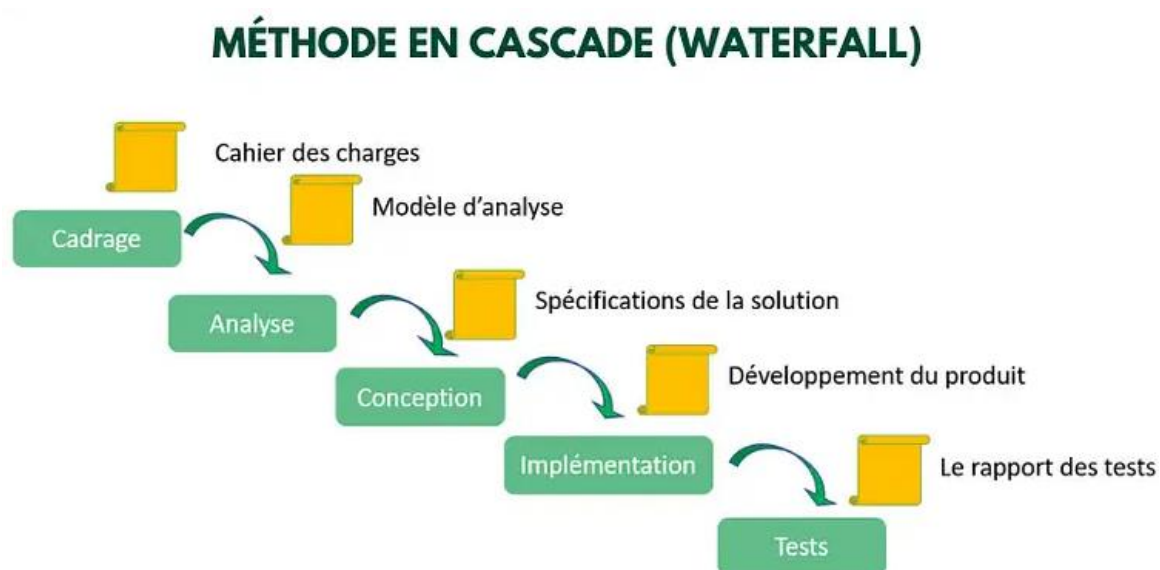 MÉTHODE EN CASCADE (WATERFALL)
Cahier des charges
Modèle d’analyse
Cadrage
Spécifications de la solution
Analyse
Développement du produit
Conception
Implémentation
Le rapport des tests
Tests